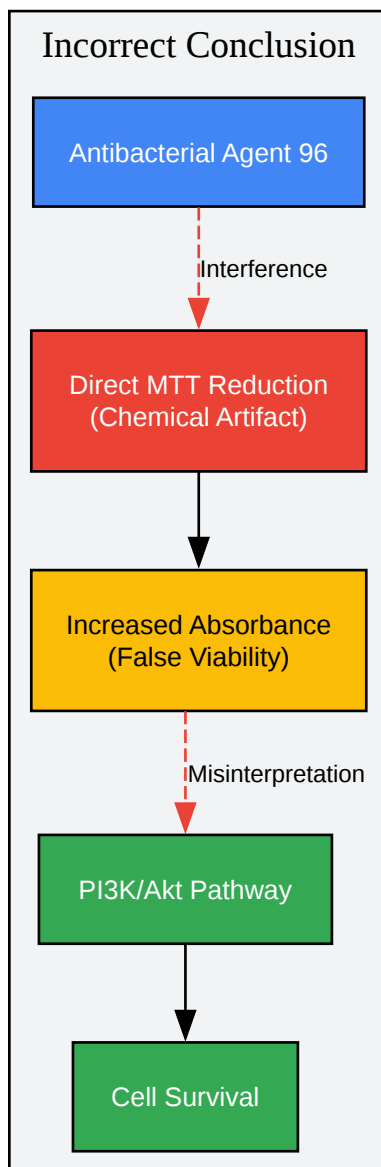 Incorrect Conclusion
Antibacterial Agent 96
Interference
Direct MTT Reduction
(Chemical Artifact)
Increased Absorbance
(False Viability)
Misinterpretation
PI3K/Akt Pathway
Cell Survival